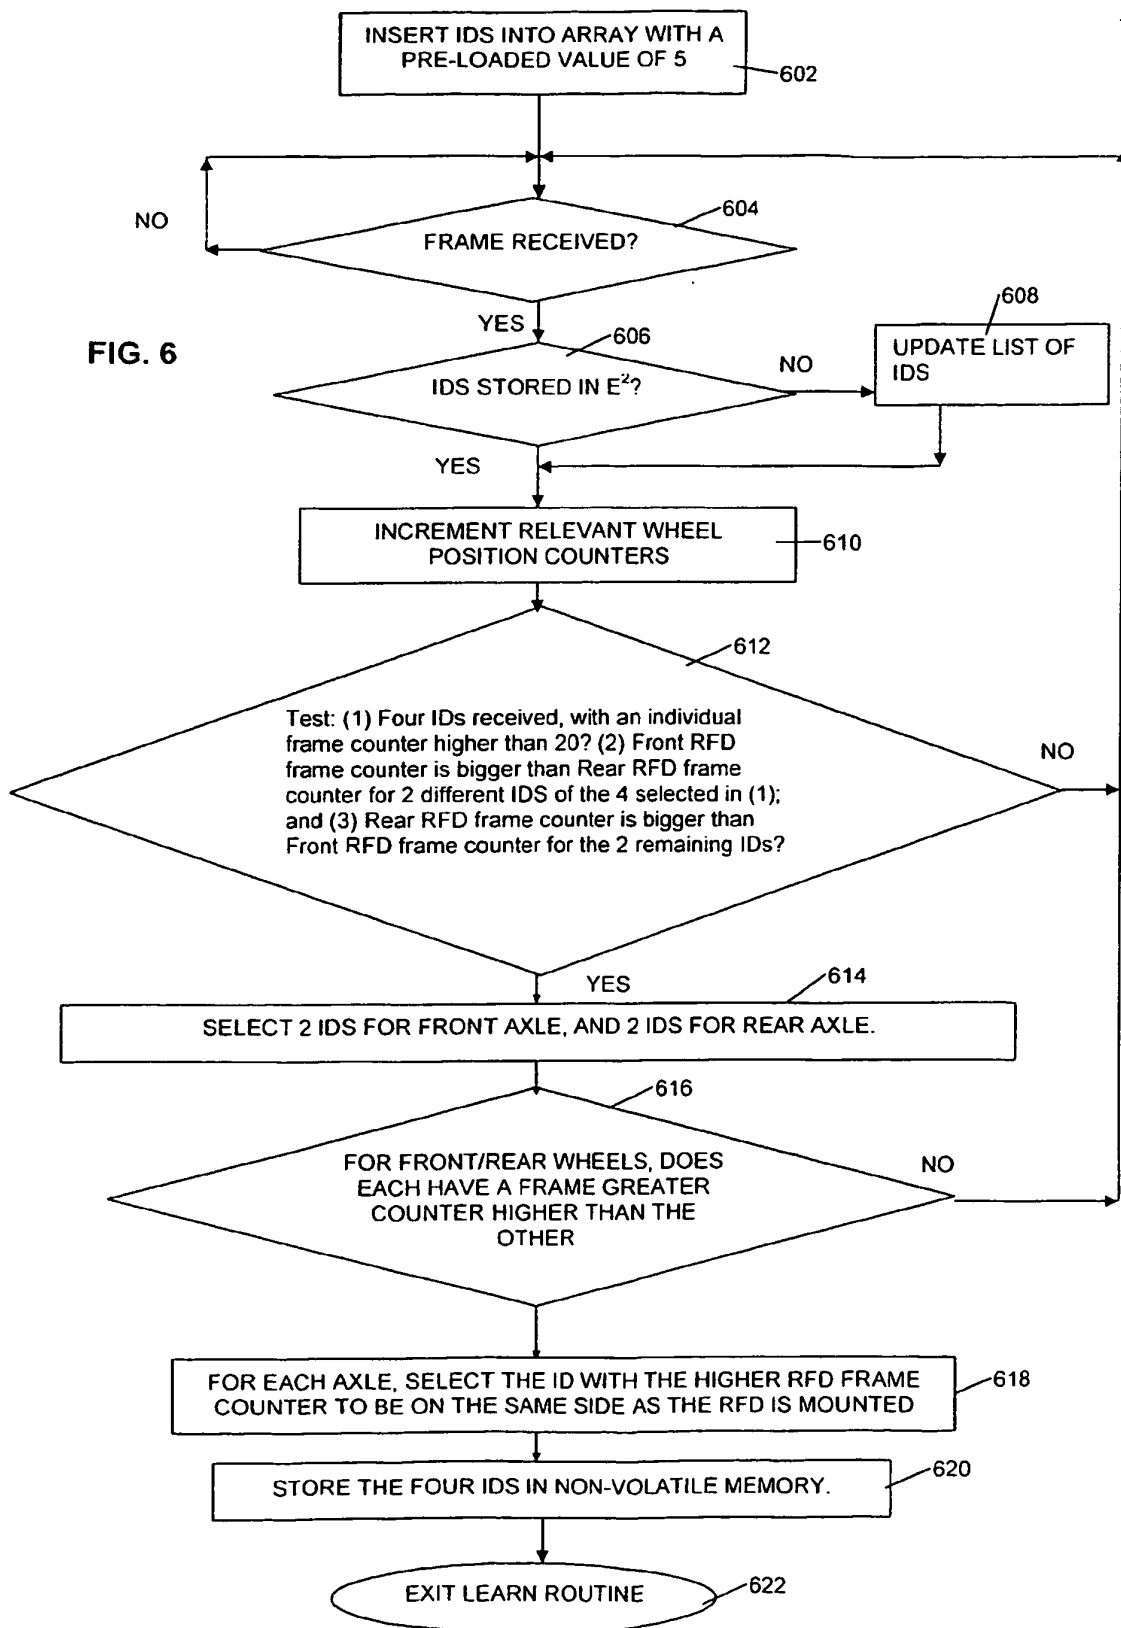 INSERT IDS INTO ARRAY WITH A
PRE-LOADED VALUE OF 5
602
604
NO
FRAME RECEIVED?
YES
606
608
FIG. 6
UPDATE LIST OF
IDS
NO
IDS STORED IN E²?
YES
INCREMENT RELEVANT WHEEL
POSITION COUNTERS
610
612
Test: (1) Four IDs received, with an individual
frame counter higher than 20? (2) Front RFD
frame counter is bigger than Rear RFD frame
counter for 2 different IDS of the 4 selected in (1);
and (3) Rear RFD frame counter is bigger than
Front RFD frame counter for the 2 remaining IDs?
NO
YES
614
SELECT 2 IDS FOR FRONT AXLE, AND 2 IDS FOR REAR AXLE.
616
FOR FRONT/REAR WHEELS, DOES
EACH HAVE A FRAME GREATER
COUNTER HIGHER THAN THE
OTHER
NO
FOR EACH AXLE, SELECT THE ID WITH THE HIGHER RFD FRAME
COUNTER TO BE ON THE SAME SIDE AS THE RFD IS MOUNTED
618
STORE THE FOUR IDS IN NON-VOLATILE MEMORY.
620
EXIT LEARN ROUTINE
622